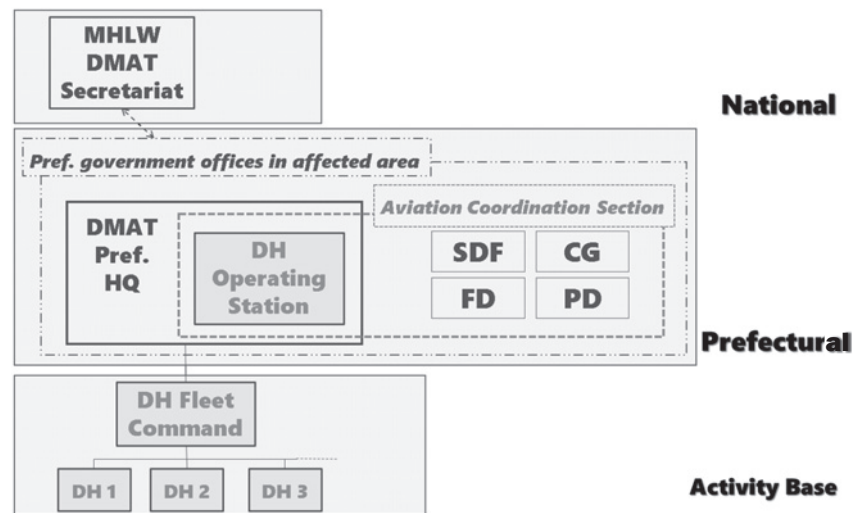 MHLW
DMAT
Secretariat
National
Pref. government offices in affected area
Aviation Coordination Section
DMAT
Pref.
HQ
DH
Operating
Station
SDF
CG
FD
PD
Prefectural
DH Fleet
Command
DH 1
DH 2
DH 3
Activity Base